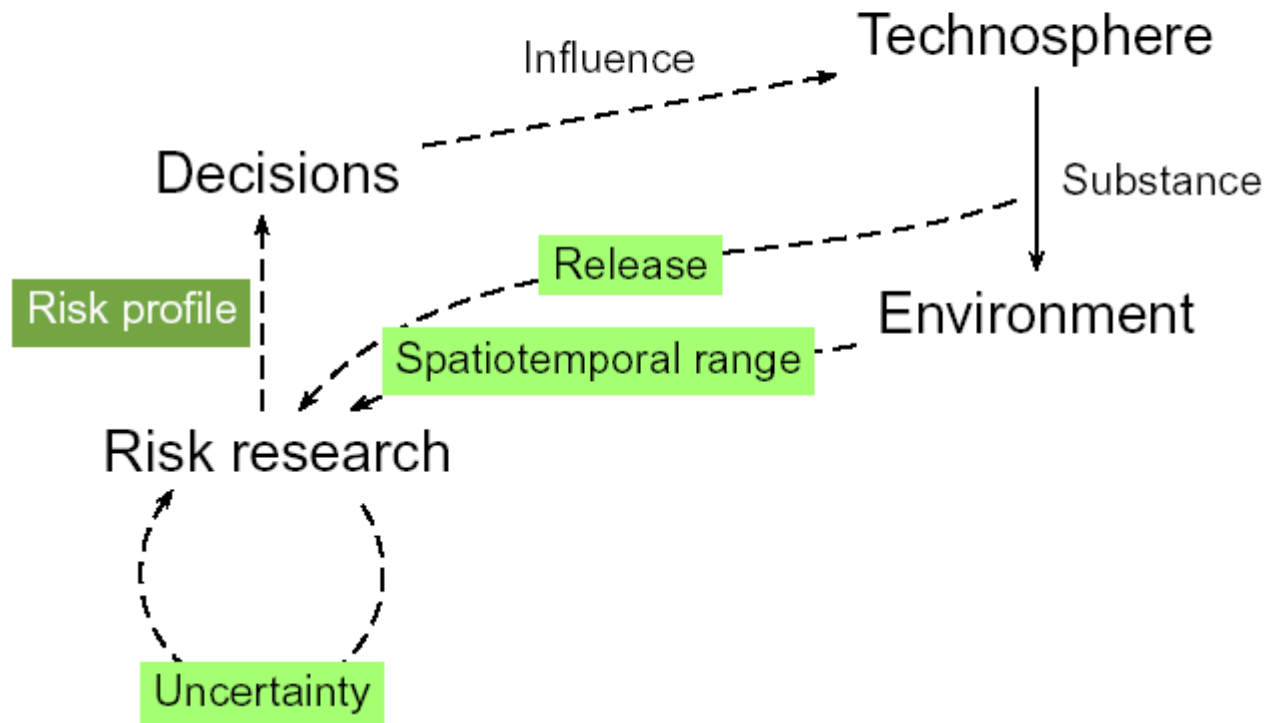 Technosphere
Influence
Decisions
Substance
Release
Risk profile
Environment
Spatiotemporal range
Risk research
Uncertainty